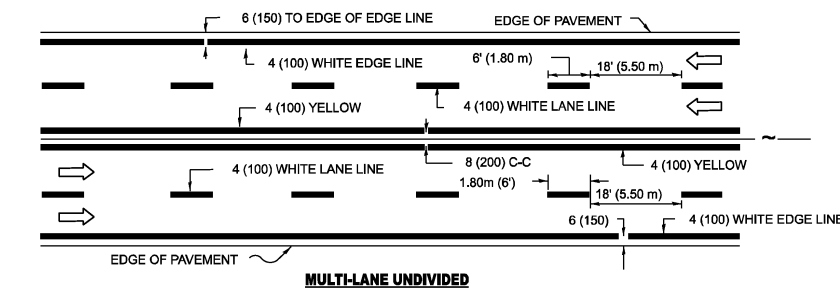 6 (150) TO EDGE OF EDGE LINE
EDGE OF PAVEMENT
4 (100) WHITE EDGE LINE
6' (1.80 m)
18' (5.50 m)
4 (100) YELLOW
4 (100) WHITE LANE LINE
4 (100) WHITE LANE LINE
8 (200) C-C
4 (100) YELLOW
1.80m (6')
18' (5.50 m)
6 (150)
4 (100) WHITE EDGE LINE
EDGE OF PAVEMENT
MULTI-LANE UNDIVIDED